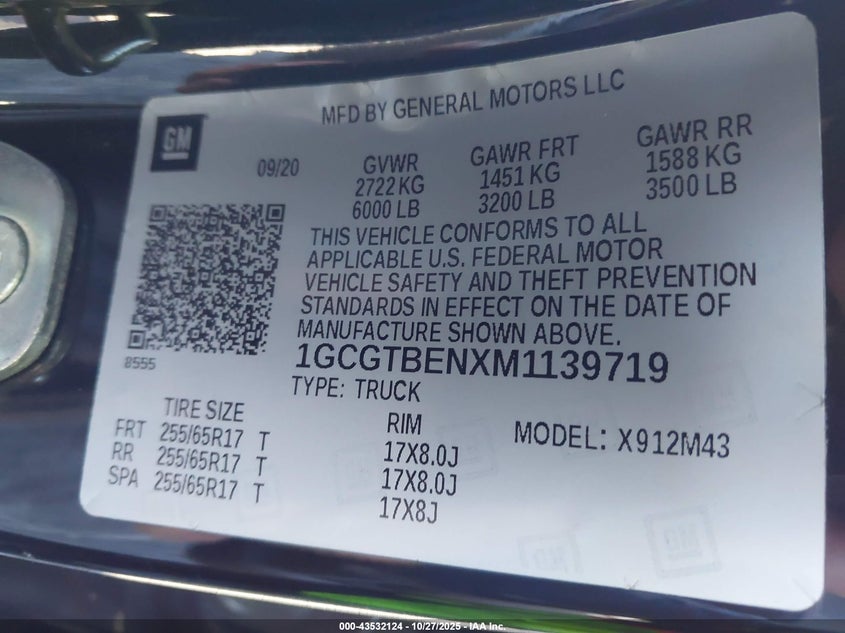 MFD BY GENERAL MOTORS LLC
GM
09/20
GVWR
2722 KG
6000 LB
GAWR FRT
1451 KG
3200 LB
GAWR RR
1588 KG
3500 LB
THIS VEHICLE CONFORMS TO ALL
APPLICABLE U.S. FEDERAL MOTOR
VEHICLE SAFETY AND THEFT PREVENTION
STANDARDS IN EFFECT ON THE DATE OF
MANUFACTURE SHOWN ABOVE.
8555
1GCGTBENXM1139719
TYPE: TRUCK
TIRE SIZE
RIM
MODEL: X912M43
FRT 255/65R17 T 17X8.0J
RR 255/65R17 T 17X8.0J
SPA 255/65R17 T 17X8J
000-43532124 - 10/27/2025 - IAA Inc.